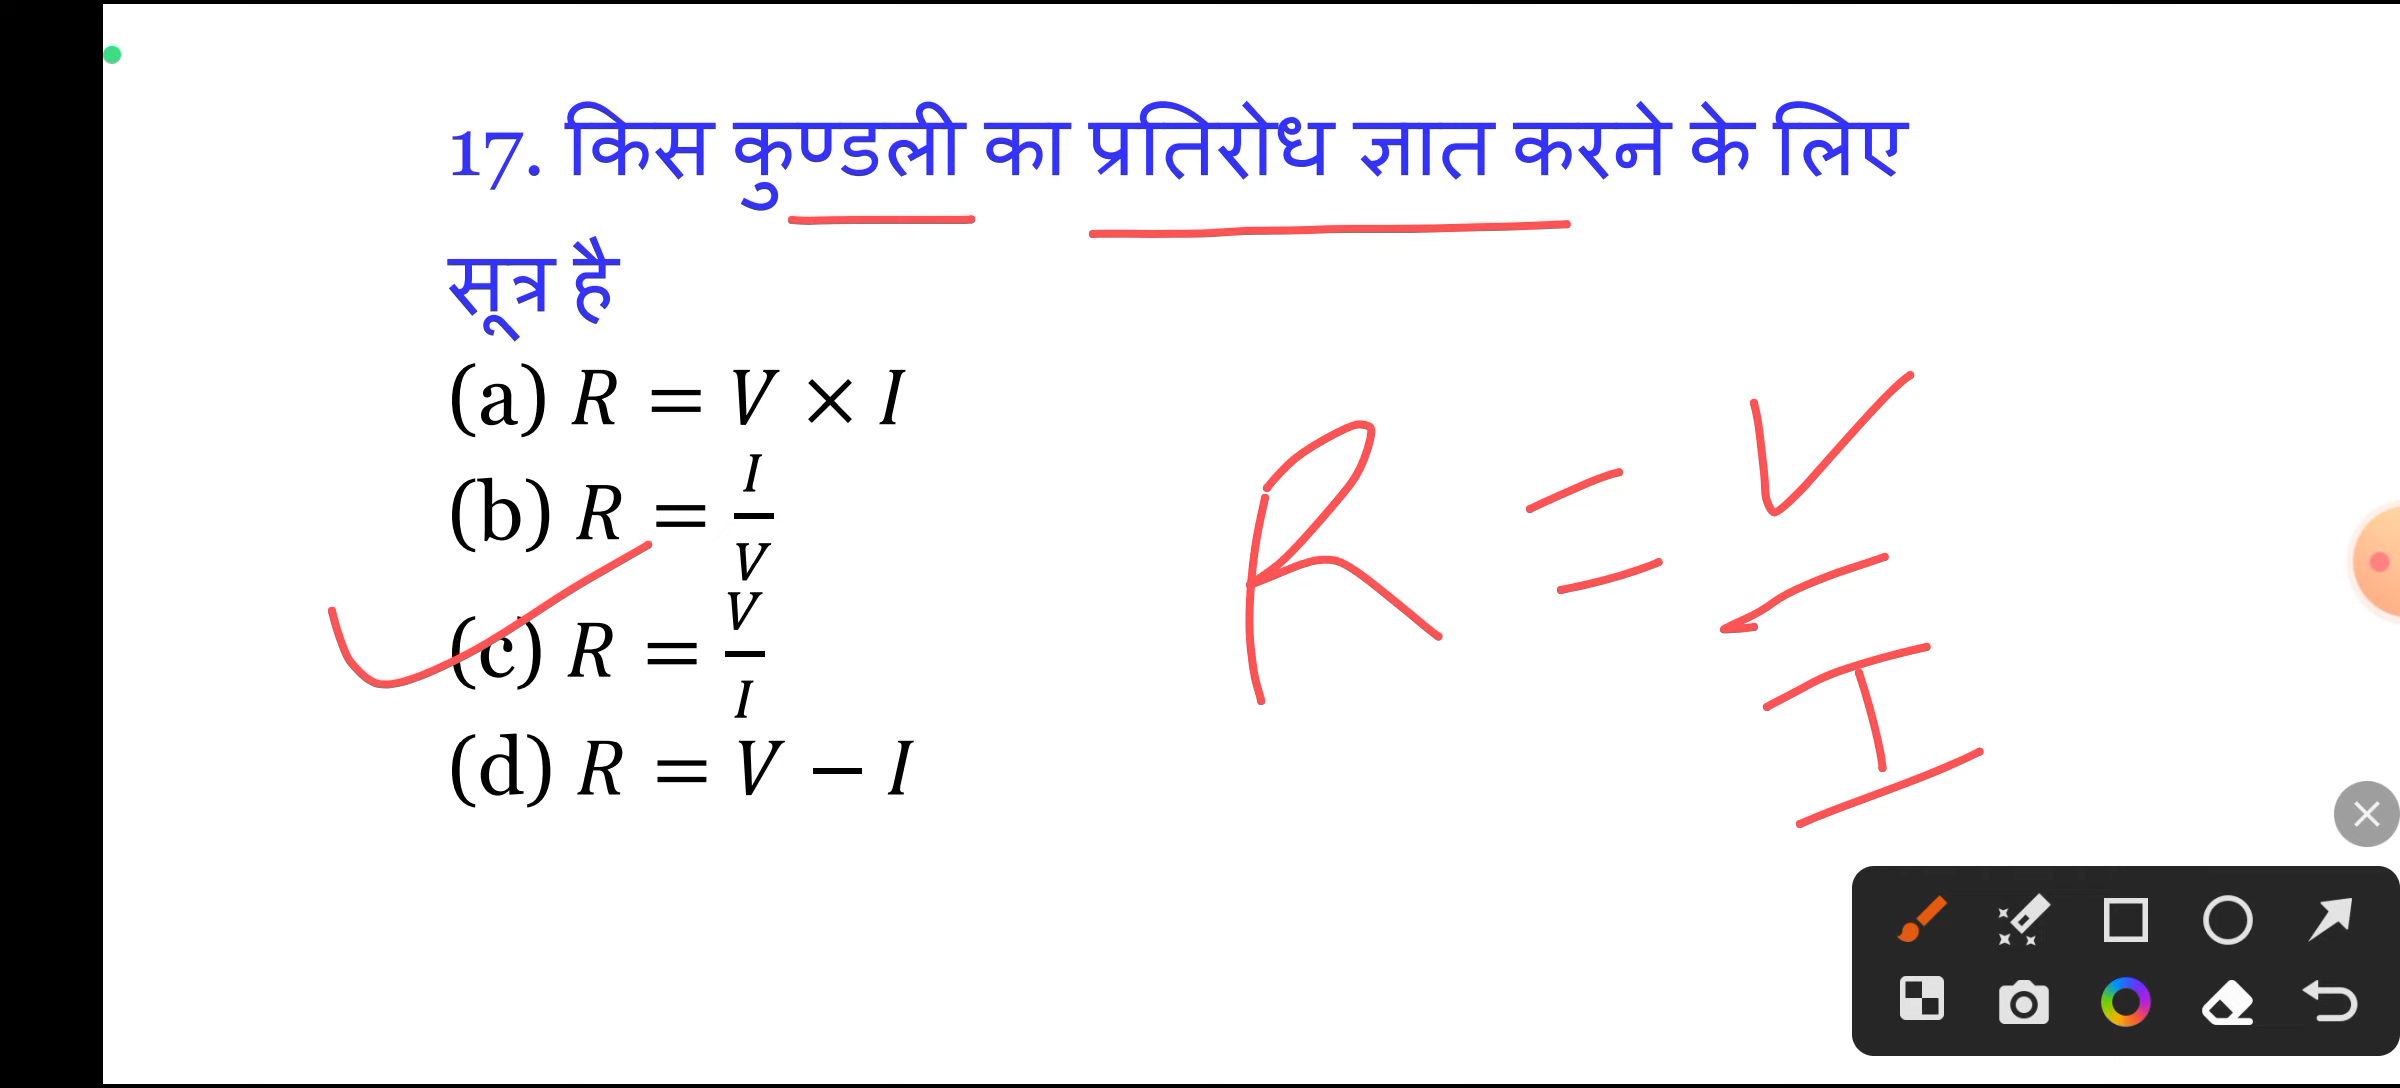 17. किस कुण्डली का प्रतिरोध ज्ञात करने के लिए
सूत्र है
(a) R = V × I
(b) R = I/V
(c) R = V/I
(d) R = V − I
R = V/I